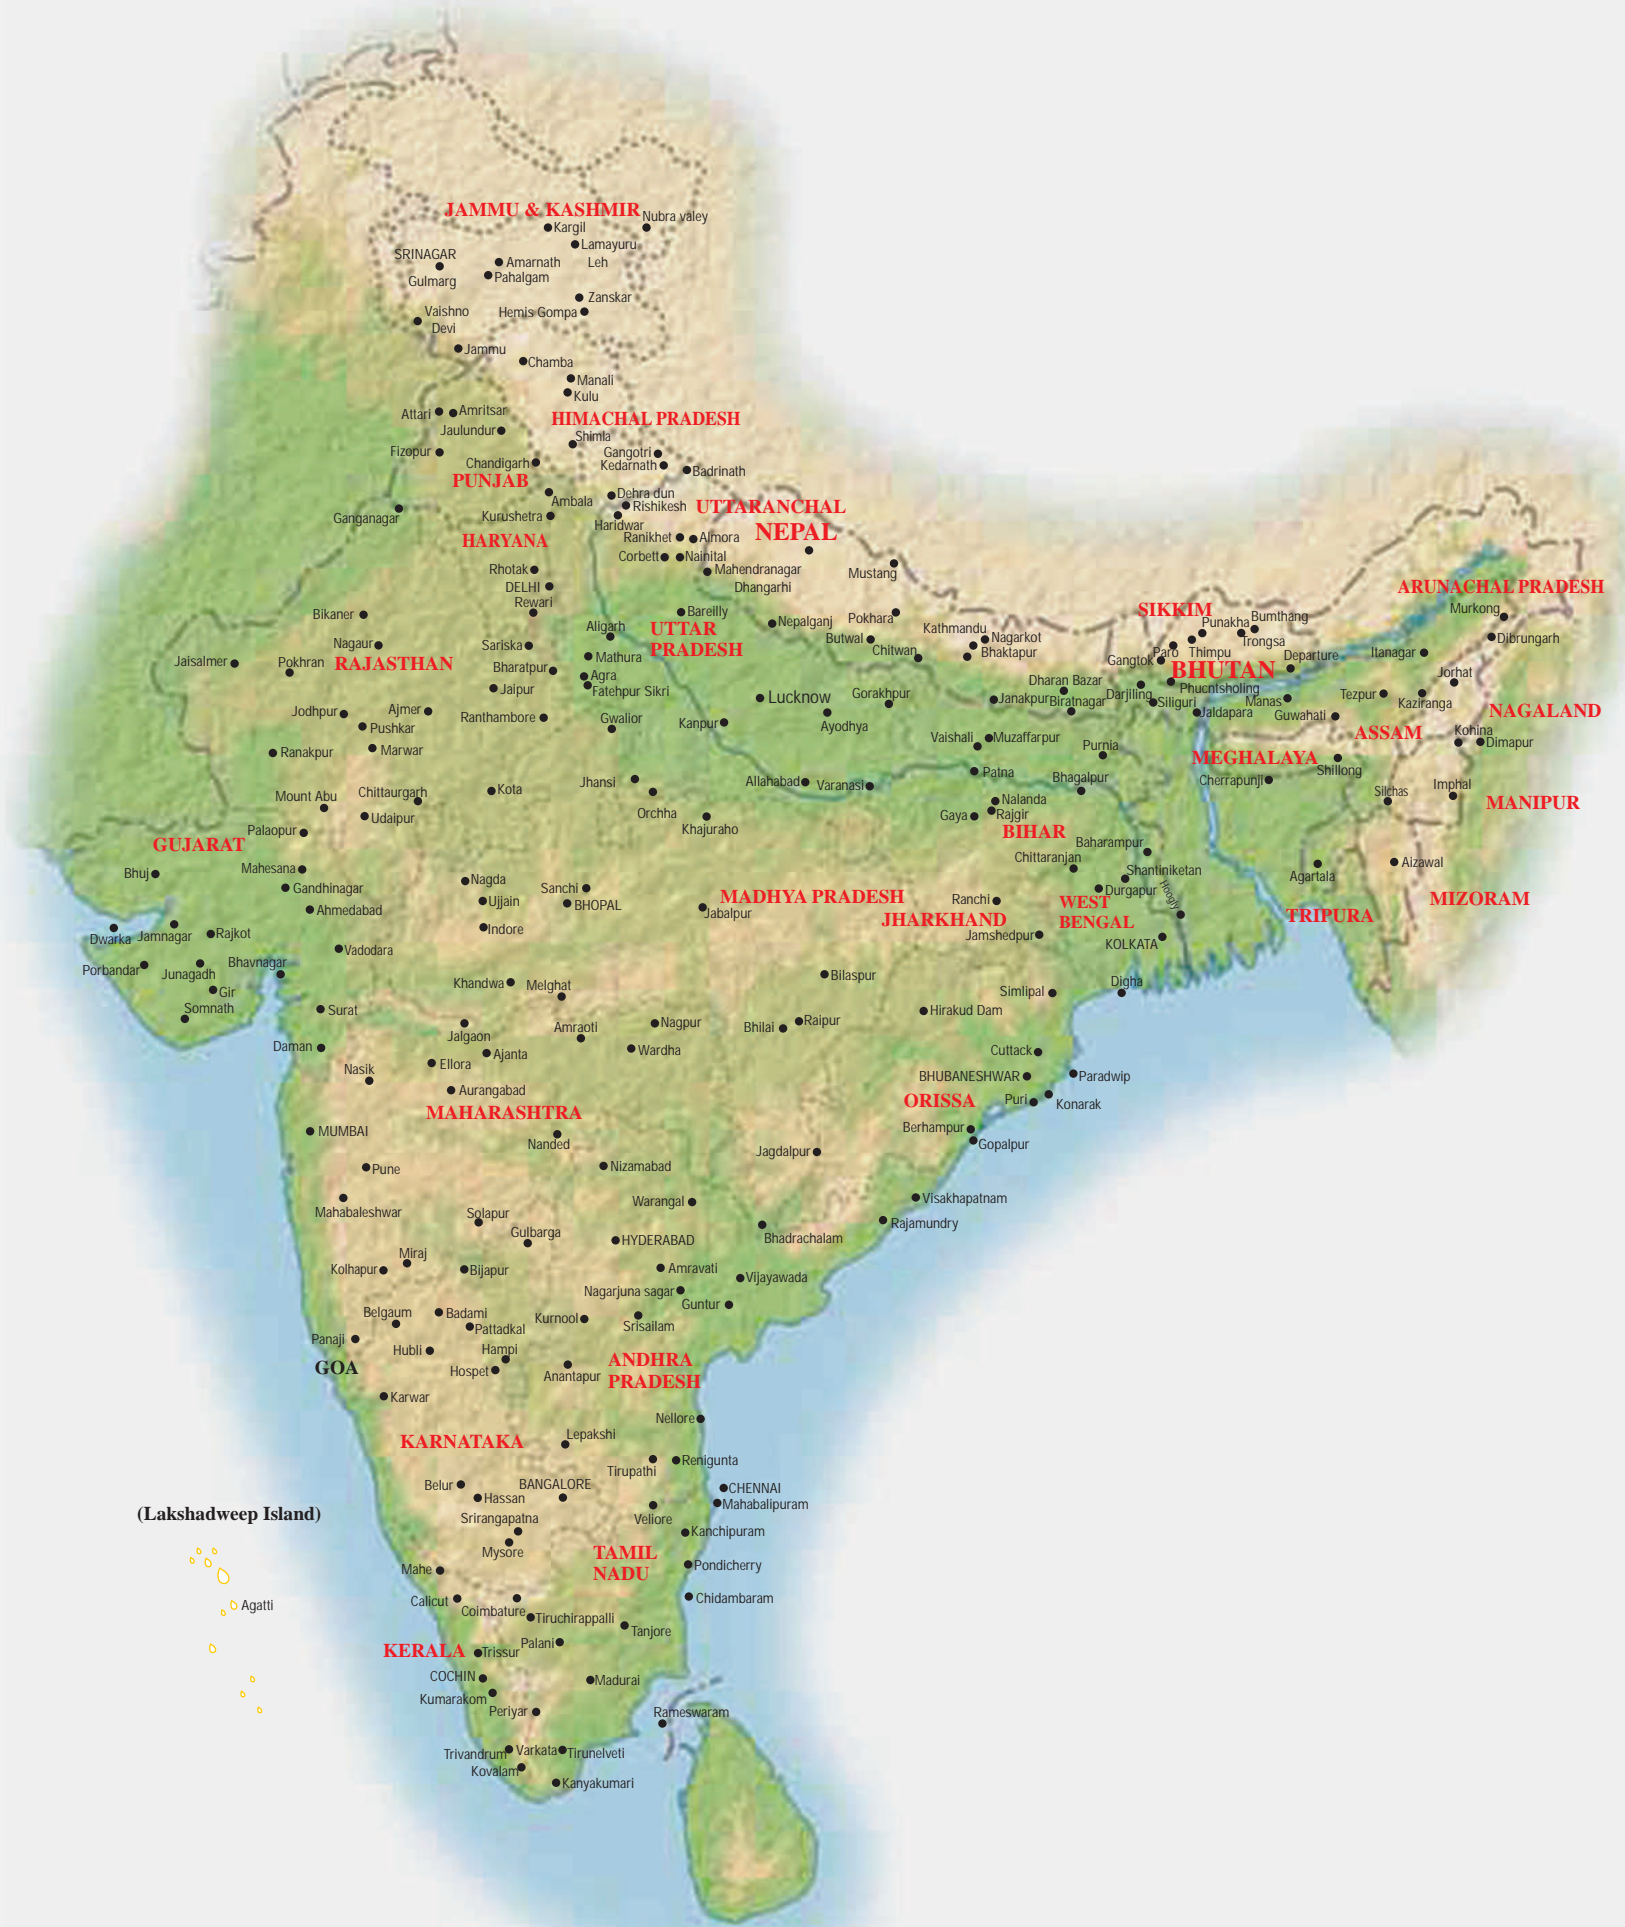 JAMMU & KASHMIR
Nubra valey
Kargil
Lamayuru
SRINAGAR
Amarnath
Leh
Gulmarg
Pahalgam
Zanskar
Hemis Gompa
Vaishno
Devi
Jammu
Chamba
Manali
Kulu
Attari
Amritsar
HIMACHAL PRADESH
Jaulundur
Shimla
Fizopur
Gangotri
Chandigarh
Kedarnath
Badrinath
PUNJAB
Dehra dun
Ambala
Rishikesh
UTTARANCHAL
Ganganagar
Kurushetra
Haridwar
NEPAL
HARYANA
Ranikhet
Almora
Corbett
Nainital
Rhotak
Mahendranagar
Mustang
DELHI
Dhangarhi
ARUNACHAL PRADESH
Rewari
Bikaner
Bareilly
Pokhara
SIKKIM
Murkong
Nepalganj
Punakha
Bumthang
Aligarh
UTTAR
PRADESH
Kathmandu
Butwal
Nagarkot
Trongsa
Dibrungarh
Nagaur
Sariska
Chitwan
Bhaktapur
Paro
Thimpu
Departure
Itanagar
Jaisalmer
Pokhran
RAJASTHAN
Mathura
Gangtok
BHUTAN
Bharatpur
Agra
Jorhat
Jaipur
Fatehpur Sikri
Lucknow
Gorakhpur
Dharan Bazar
Darjiling
Phucntsholing
Janakpur
Biratnagar
Siliguri
Manas
Tezpur
Kaziranga
Jodhpur
Ajmer
Ranthambore
Gwalior
Kanpur
Ayodhya
Jaldapara
Guwahati
NAGALAND
Pushkar
ASSAM
Kohina
Ranakpur
Marwar
Vaishali
Muzaffarpur
Purnia
Dimapur
MEGHALAYA
Patna
Shillong
Jhansi
Allahabad
Varanasi
Bhagalpur
Cherrapunji
Imphal
Mount Abu
Chittaurgarh
Kota
Silchas
Orchha
Nalanda
MANIPUR
Udaipur
Khajuraho
Gaya
Rajgir
Palaopur
BIHAR
GUJARAT
Baharampur
Chittaranjan
Aizawal
Bhuj
Mahesana
Shantiniketan
Agartala
Gandhinagar
Nagda
Sanchi
Durgapur
Hoogly
MADHYA PRADESH
Ranchi
WEST
BENGAL
MIZORAM
Ahmedabad
Ujjain
BHOPAL
Jabalpur
JHARKHAND
TRIPURA
Indore
Dwarka
Jamnagar
Rajkot
Jamshedpur
KOLKATA
Vadodara
Porbandar
Junagadh
Bhavnagar
Bilaspur
Gir
Khandwa
Melghat
Simlipal
Digha
Somnath
Surat
Hirakud Dam
Jalgaon
Amraoti
Nagpur
Bhilai
Raipur
Daman
Ajanta
Wardha
Cuttack
Nasik
Ellora
BHUBANESHWAR
Paradwip
Aurangabad
ORISSA
Puri
Konarak
MAHARASHTRA
MUMBAI
Nanded
Berhampur
Gopalpur
Jagdalpur
Pune
Nizamabad
Mahabaleshwar
Warangal
Visakhapatnam
Solapur
Rajamundry
Gulbarga
HYDERABAD
Bhadrachalam
Miraj
Kolhapur
Bijapur
Amravati
Vijayawada
Nagarjuna sagar
Guntur
Belgaum
Badami
Kurnool
Srisailam
Pattadkal
Panaji
Hubli
Hampi
GOA
Hospet
Anantapur
ANDHRA
PRADESH
Karwar
Nellore
KARNATAKA
Lepakshi
Tirupathi
Renigunta
Belur
BANGALORE
CHENNAI
Hassan
Mahabalipuram
(Lakshadweep Island)
Srirangapatna
Veliore
Kanchipuram
Mysore
TAMIL
NADU
Mahe
Pondicherry
Calicut
Coimbature
Chidambaram
Agatti
Tiruchirappalli
Tanjore
KERALA
Trissur
Palani
COCHIN
Madurai
Kumarakom
Periyar
Rameswaram
Trivandrum
Varkata
Tirunelveti
Kovalam
Kanyakumari